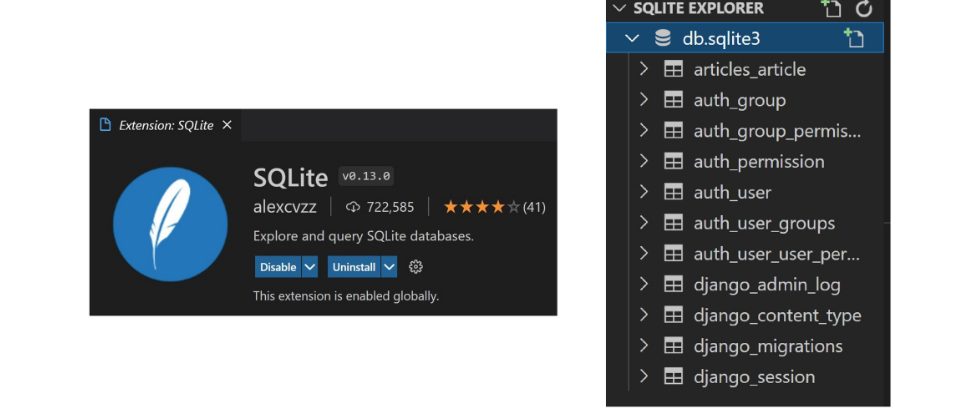 Extension: SQLite
SQLite v0.13.0
alexcvzz 722,585 (41)
Explore and query SQLite databases.
Disable Uninstall
This extension is enabled globally.
SQLITE EXPLORER
db.sqlite3
articles_article
auth_group
auth_group_permis...
auth_permission
auth_user
auth_user_groups
auth_user_user_per...
django_admin_log
django_content_type
django_migrations
django_session